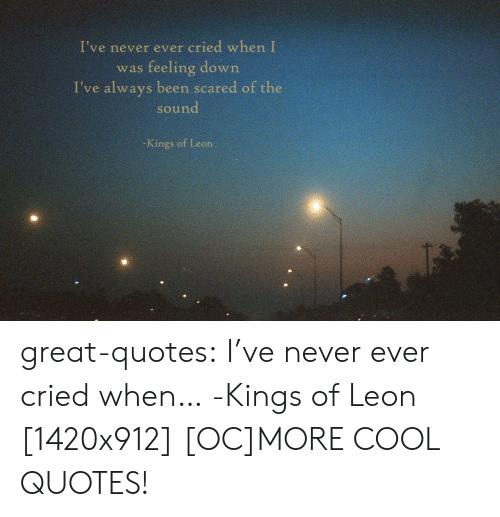 I've never ever cried when I
was feeling down
I've always been scared of the
sound
-Kings of Leon
great-quotes: I’ve never ever
cried when… -Kings of Leon
[1420x912] [OC]MORE COOL
QUOTES!